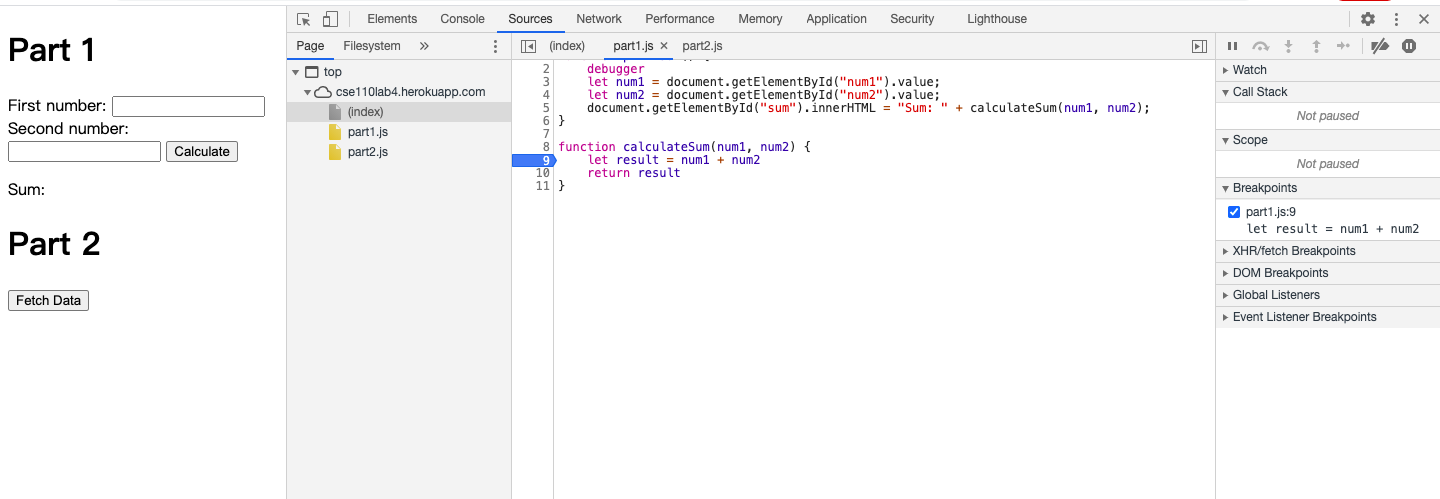 Elements Console Sources Network Performance Memory Application Security Lighthouse
Page Filesystem »
(index) part1.js × part2.js
Part 1
First number:
Second number:
Calculate
Sum:
Part 2
Fetch Data
top
cse110lab4.herokuapp.com
(index)
part1.js
part2.js
2 debugger
3 let num1 = document.getElementById("num1").value;
4 let num2 = document.getElementById("num2").value;
5 document.getElementById("sum").innerHTML = "Sum: " + calculateSum(num1, num2);
6 }
7
8 function calculateSum(num1, num2) {
9 let result = num1 + num2
10 return result
11 }
Watch
Call Stack
Not paused
Scope
Not paused
Breakpoints
part1.js:9
let result = num1 + num2
XHR/fetch Breakpoints
DOM Breakpoints
Global Listeners
Event Listener Breakpoints